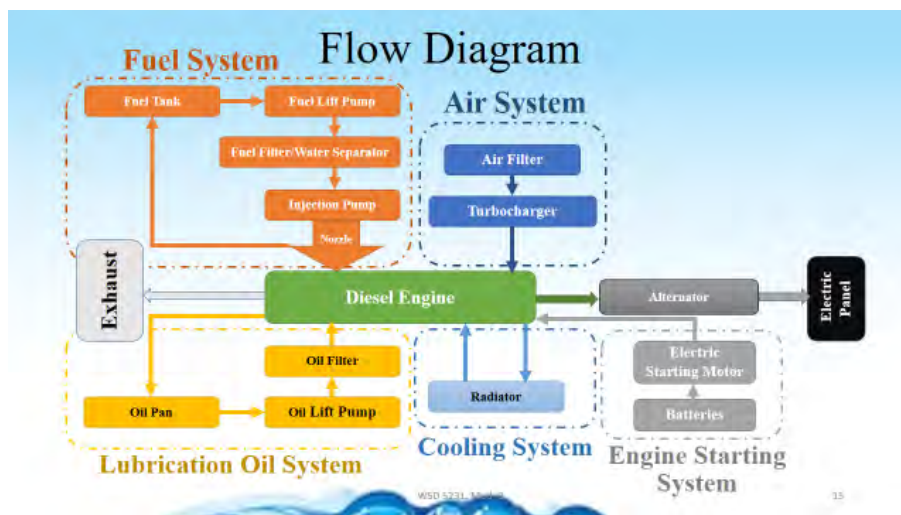 Flow Diagram
Fuel System
Fuel Tank
Fuel Lift Pump
Fuel Filter/Water Separator
Injection Pump
Nozzle
Air System
Air Filter
Turbocharger
Exhaust
Diesel Engine
Alternator
Electric
Panel
Oil Filter
Oil Pan
Oil Lift Pump
Lubrication Oil System
Radiator
Cooling System
Electric
Starting Motor
Batteries
Engine Starting
System
WSD 5231,
15